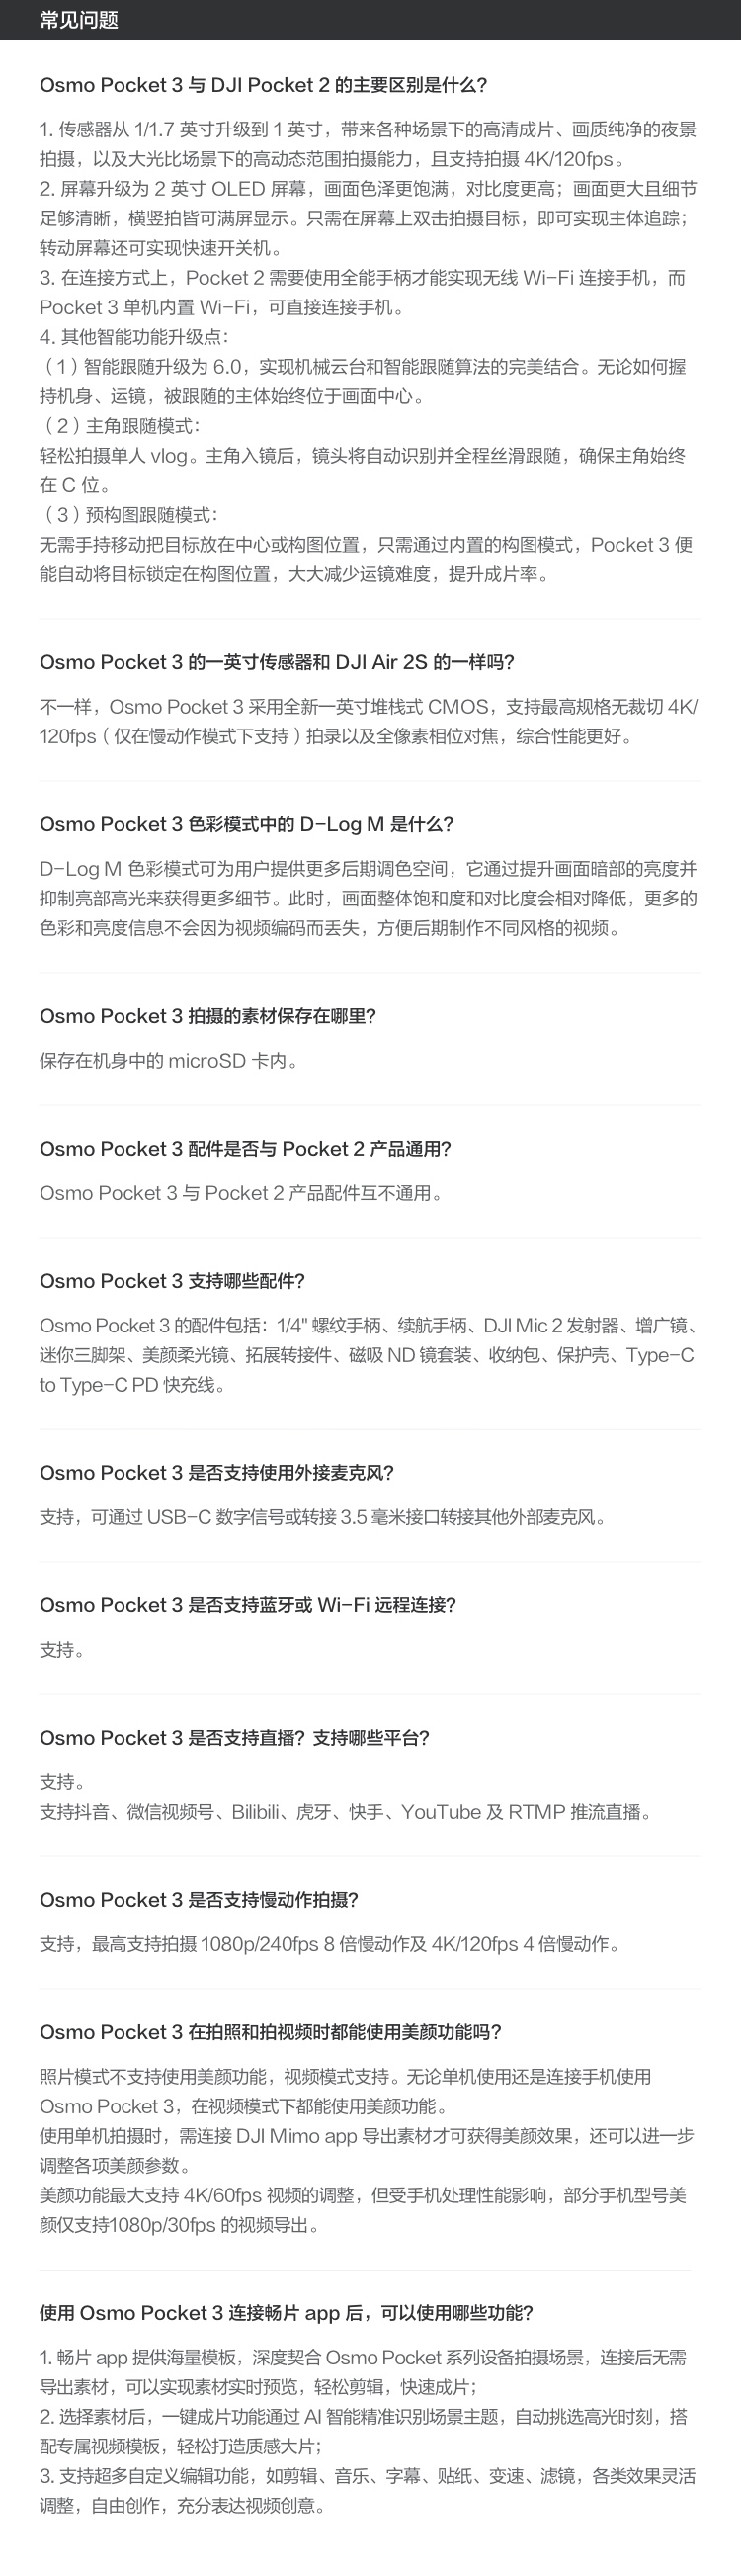 常见问题
Osmo Pocket 3 与 DJI Pocket 2 的主要区别是什么？
1. 传感器从 1/1.7 英寸升级到 1 英寸，带来各种场景下的高清成片、画质纯净的夜景
拍摄，以及大光比场景下的高动态范围拍摄能力，且支持拍摄 4K/120fps。
2. 屏幕升级为 2 英寸 OLED 屏幕，画面色泽更饱满，对比度更高；画面更大且细节
足够清晰，横竖拍皆可满屏显示。只需在屏幕上双击拍摄目标，即可实现主体追踪；
转动屏幕还可实现快速开关机。
3. 在连接方式上，Pocket 2 需要使用全能手柄才能实现无线 Wi-Fi 连接手机，而
Pocket 3 单机内置 Wi-Fi，可直接连接手机。
4. 其他智能功能升级点：
（1）智能跟随升级为 6.0，实现机械云台和智能跟随算法的完美结合。无论如何握
持机身、运镜，被跟随的主体始终位于画面中心。
（2）主角跟随模式：
轻松拍摄单人 vlog。主角入镜后，镜头将自动识别并全程丝滑跟随，确保主角始终
在 C 位。
（3）预构图跟随模式：
无需手持移动把目标放在中心或构图位置，只需通过内置的构图模式，Pocket 3 便
能自动将目标锁定在构图位置，大大减少运镜难度，提升成片率。
Osmo Pocket 3 的一英寸传感器和 DJI Air 2S 的一样吗？
不一样，Osmo Pocket 3 采用全新一英寸堆栈式 CMOS，支持最高规格无裁切 4K/
120fps（仅在慢动作模式下支持）拍录以及全像素相位对焦，综合性能更好。
Osmo Pocket 3 色彩模式中的 D-Log M 是什么？
D-Log M 色彩模式可为用户提供更多后期调色空间，它通过提升画面暗部的亮度并
抑制亮部高光来获得更多细节。此时，画面整体饱和度和对比度会相对降低，更多的
色彩和亮度信息不会因为视频编码而丢失，方便后期制作不同风格的视频。
Osmo Pocket 3 拍摄的素材保存在哪里？
保存在机身中的 microSD 卡内。
Osmo Pocket 3 配件是否与 Pocket 2 产品通用？
Osmo Pocket 3 与 Pocket 2 产品配件互不通用。
Osmo Pocket 3 支持哪些配件？
Osmo Pocket 3 的配件包括：1/4" 螺纹手柄、续航手柄、DJI Mic 2 发射器、增广镜、
迷你三脚架、美颜柔光镜、拓展转接件、磁吸 ND 镜套装、收纳包、保护壳、Type-C
to Type-C PD 快充线。
Osmo Pocket 3 是否支持使用外接麦克风？
支持，可通过 USB-C 数字信号或转接 3.5 毫米接口转接其他外部麦克风。
Osmo Pocket 3 是否支持蓝牙或 Wi-Fi 远程连接？
支持。
Osmo Pocket 3 是否支持直播？支持哪些平台？
支持。
支持抖音、微信视频号、Bilibili、虎牙、快手、YouTube 及 RTMP 推流直播。
Osmo Pocket 3 是否支持慢动作拍摄？
支持，最高支持拍摄 1080p/240fps 8 倍慢动作及 4K/120fps 4 倍慢动作。
Osmo Pocket 3 在拍照和拍视频时都能使用美颜功能吗？
照片模式不支持使用美颜功能，视频模式支持。无论单机使用还是连接手机使用
Osmo Pocket 3，在视频模式下都能使用美颜功能。
使用单机拍摄时，需连接 DJI Mimo app 导出素材才可获得美颜效果，还可以进一步
调整各项美颜参数。
美颜功能最大支持 4K/60fps 视频的调整，但受手机处理性能影响，部分手机型号美
颜仅支持1080p/30fps 的视频导出。
使用 Osmo Pocket 3 连接畅片 app 后，可以使用哪些功能？
1. 畅片 app 提供海量模板，深度契合 Osmo Pocket 系列设备拍摄场景，连接后无需
导出素材，可以实现素材实时预览，轻松剪辑，快速成片；
2. 选择素材后，一键成片功能通过 AI 智能精准识别场景主题，自动挑选高光时刻，搭
配专属视频模板，轻松打造质感大片；
3. 支持超多自定义编辑功能，如剪辑、音乐、字幕、贴纸、变速、滤镜，各类效果灵活
调整，自由创作，充分表达视频创意。